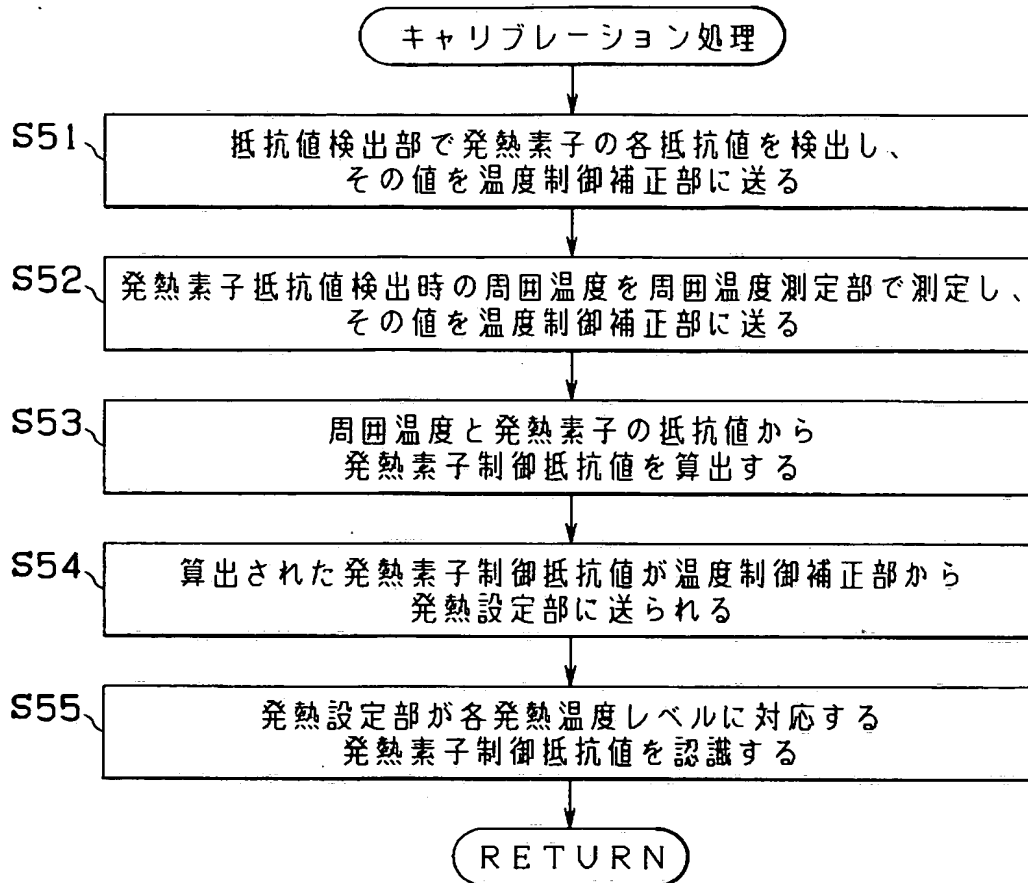 キャリブレーション処理
S51
抵抗値検出部で発熱素子の各抵抗値を検出し、
その値を温度制御補正部に送る
S52
発熱素子抵抗値検出時の周囲温度を周囲温度測定部で測定し、
その値を温度制御補正部に送る
S53
周囲温度と発熱素子の抵抗値から
発熱素子制御抵抗値を算出する
S54
算出された発熱素子制御抵抗値が温度制御補正部から
発熱設定部に送られる
S55
発熱設定部が各発熱温度レベルに対応する
発熱素子制御抵抗値を認識する
RETURN